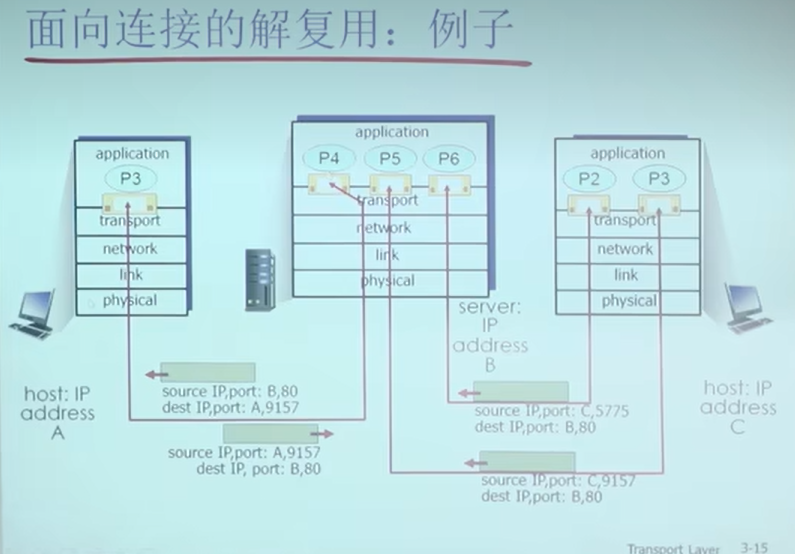 面向连接的解复用：例子
application
P3
transport
network
link
physical
host: IP
address
A
application
P4 P5 P6
transport
network
link
physical
server:
IP
address
B
application
P2 P3
transport
network
link
physical
host: IP
address
C
source IP,port: B,80
dest IP,port: A,9157
source IP,port: A,9157
dest IP, port: B,80
source IP,port: C,5775
dest IP,port: B,80
source IP,port: C,9157
dest IP,port: B,80
Transport Layer 3-15